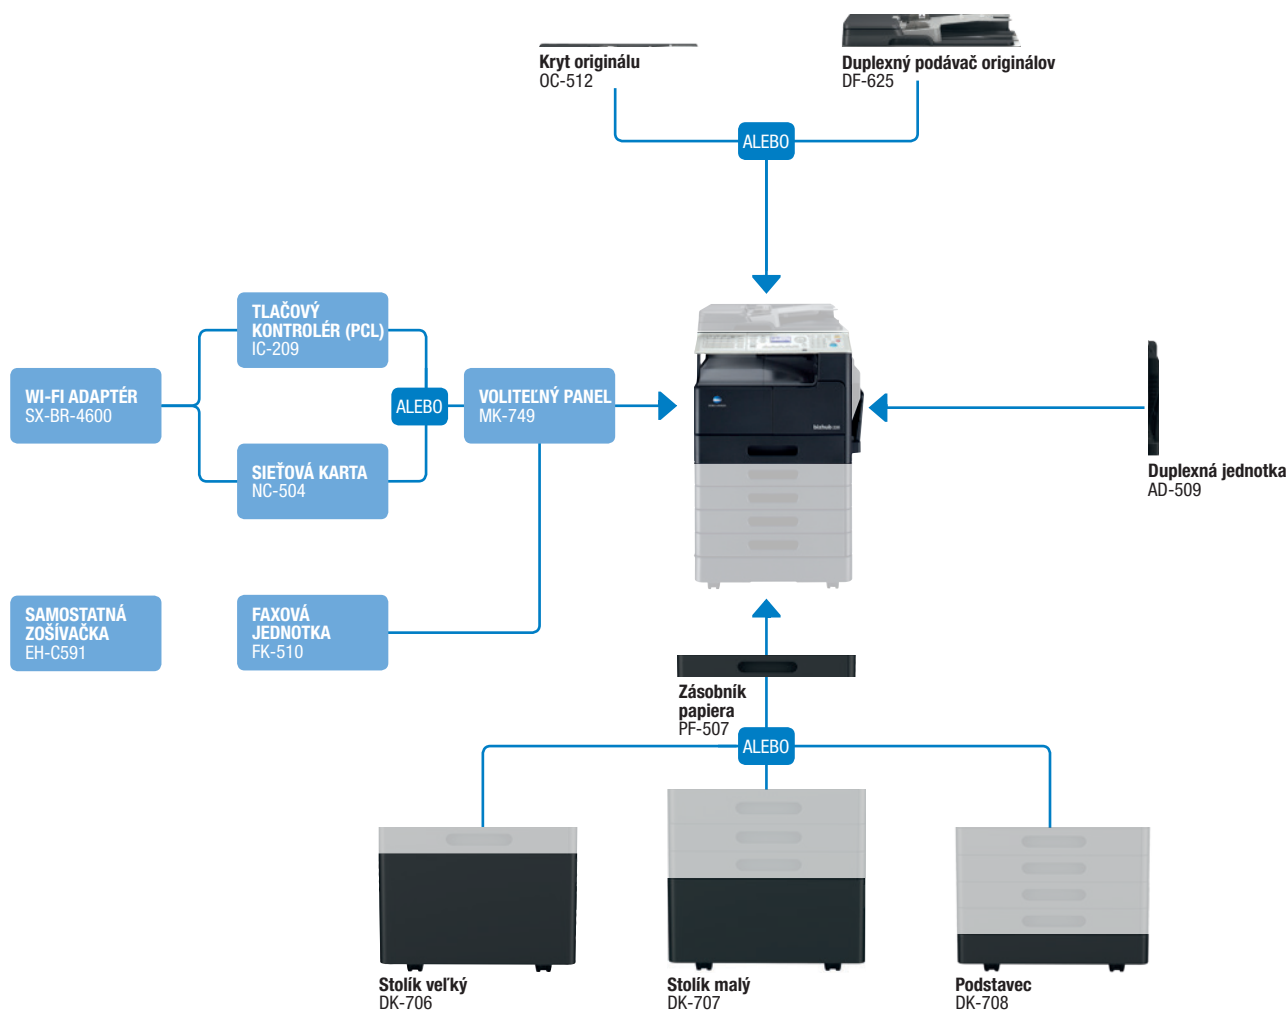 Kryt originálu
OC-512
Duplexný podávač originálov
DF-625
ALEBO
TLAČOVÝ
KONTROLÉR (PCL)
IC-209
WI-FI ADAPTÉR
SX-BR-4600
ALEBO
VOLITEĽNÝ PANEL
MK-749
SIEŤOVÁ KARTA
NC-504
bizhub
Duplexná jednotka
AD-509
SAMOSTATNÁ
ZOŠÍVAČKA
EH-C591
FAXOVÁ
JEDNOTKA
FK-510
Zásobník
papiera
PF-507
ALEBO
Stolík veľký
DK-706
Stolík malý
DK-707
Podstavec
DK-708